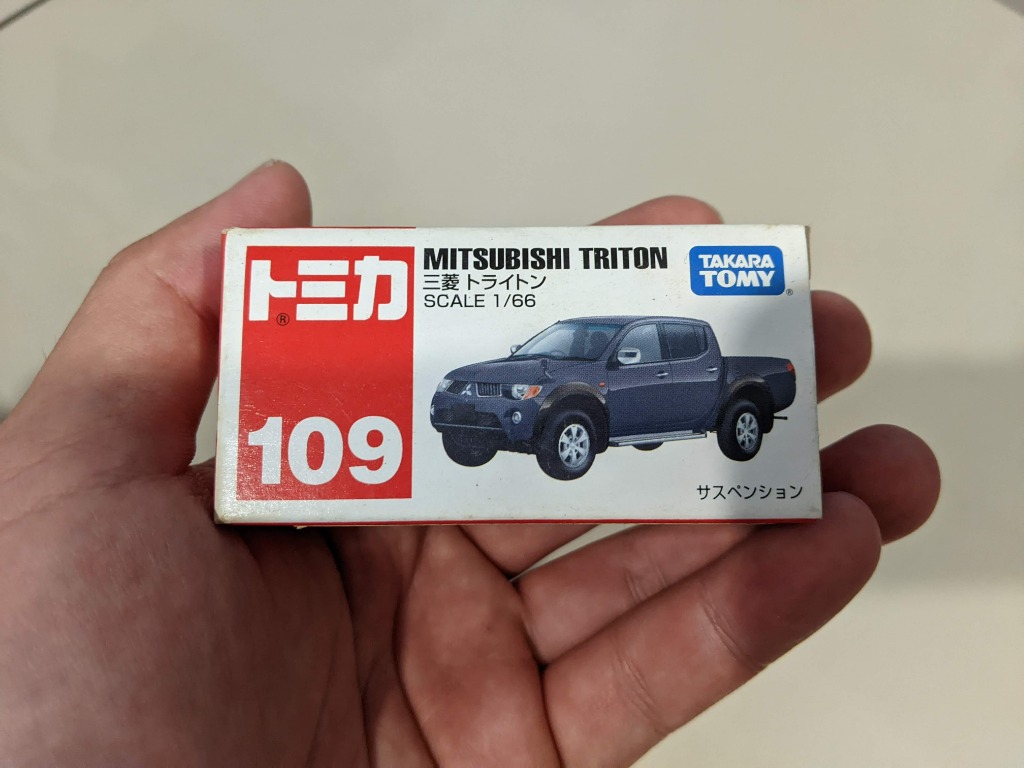 トミカ
®
109
MITSUBISHI TRITON
三菱 トライトン
SCALE 1/66
TAKARA
TOMY
®
サスペンション